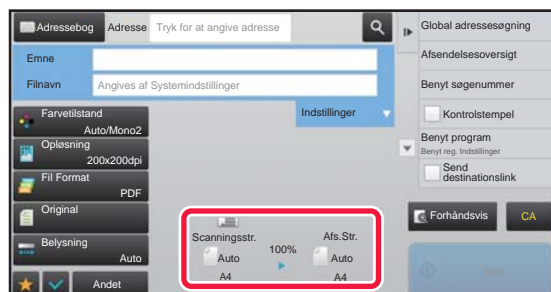 Adressebog Adresse Tryk for at angive adresse
Emne
Filnavn Angives af Systemindstillinger
Indstillinger
Farvetilstand
Auto/Mono2
Opløsning
200x200dpi
Fil Format
PDF
Original
Belysning
Auto
Andet
Scanningsstr.
Auto
A4
100%
Afs.Str.
Auto
A4
Global adressesøgning
Afsendelsesoversigt
Benyt søgenummer
Kontrolstempel
Benyt program
Benyt reg. Indstillinger
Send
destinationslink
Forhåndsvis CA
Start